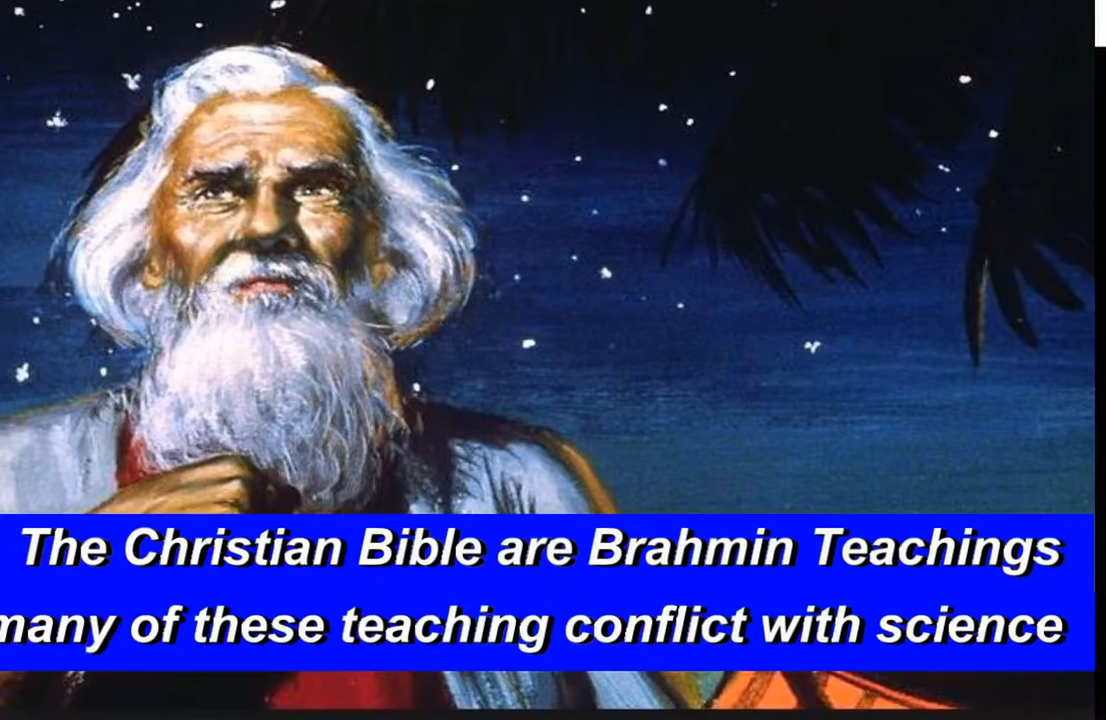 The Christian Bible are Brahmin Teachings
many of these teaching conflict with science